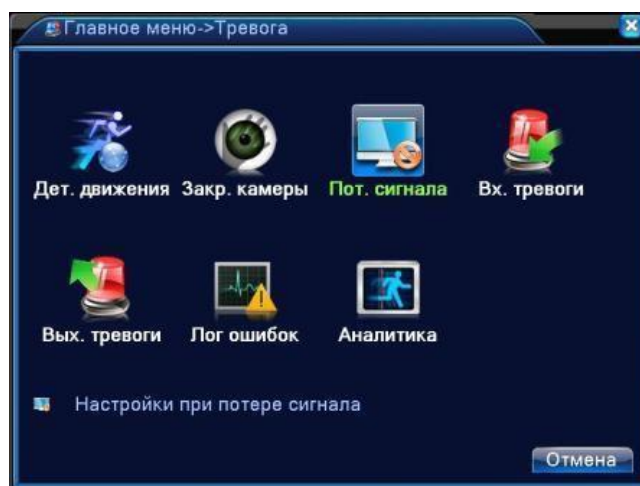 Главное меню->Тревога
Дет. движения Закр. камеры Пот. сигнала Вх. тревоги
Вых. тревоги Лог ошибок Аналитика
Настройки при потере сигнала
Отмена